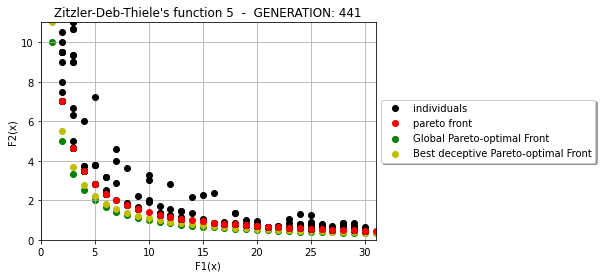 Zitzler-Deb-Thiele's function 5 - GENERATION: 441
10
8
6
4
2
0
F2(x)
0 5 10 15 20 25 30
F1(x)
individuals
pareto front
Global Pareto-optimal Front
Best deceptive Pareto-optimal Front